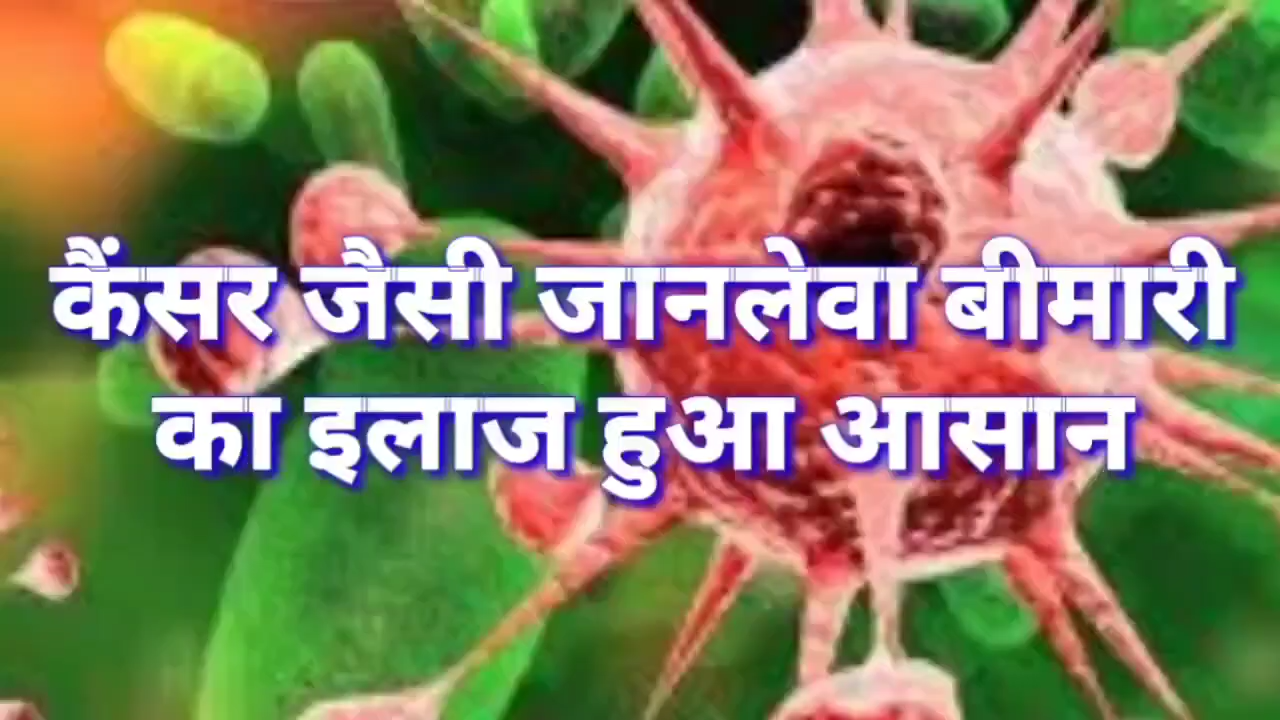 कैंसर जैसी जानलेवा बीमारी
का इलाज हुआ आसान